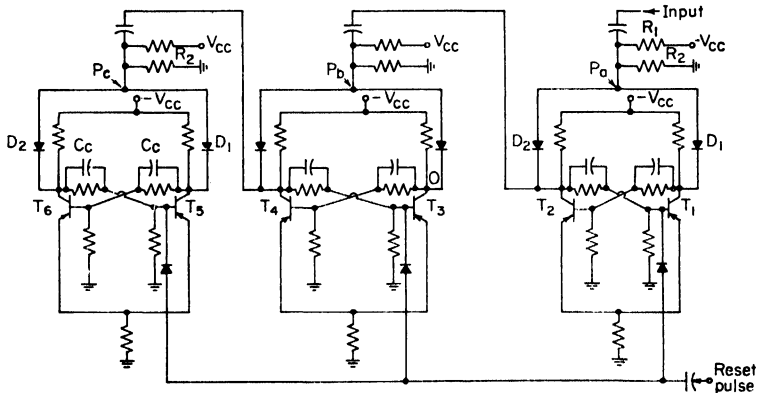 Input
R1
-Vcc
R2
Pa
-Vcc
D2
D1
T2
T1
Vcc
Pb
-Vcc
O
T4
T3
R2
Vcc
Pc
-Vcc
D2
Cc
Cc
D1
T6
T5
Reset
pulse